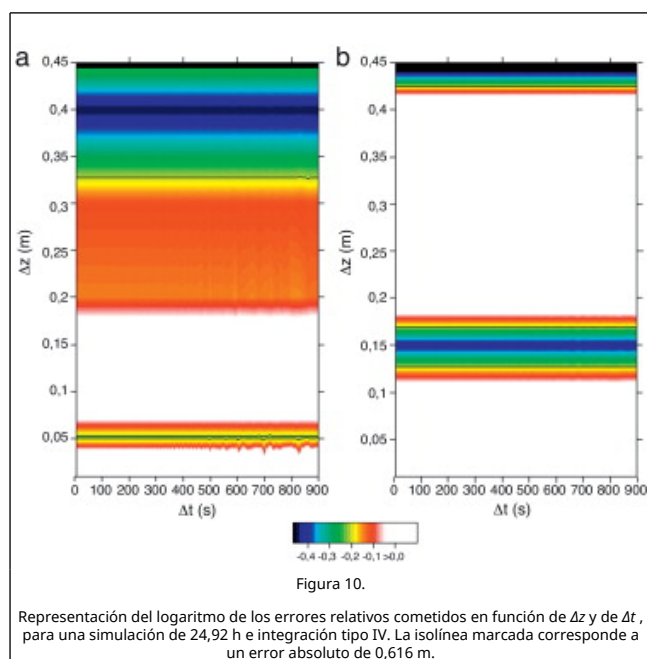 a
b
0,45
0,4
0,35
0,3
0,25
0,2
0,15
0,1
0,05
Δz (m)
0 100 200 300 400 500 600 700 800 900
Δt (s)
0,45
0,4
0,35
0,3
0,25
0,2
0,15
0,1
0,05
Δz (m)
0 100 200 300 400 500 600 700 800 900
Δt (s)
-0,4 -0,3 -0,2 -0,1 >0,0
Figura 10.
Representación del logaritmo de los errores relativos cometidos en función de Δz y de Δt ,
para una simulación de 24,92 h e integración tipo IV. La isolínea marcada corresponde a
un error absoluto de 0,616 m.